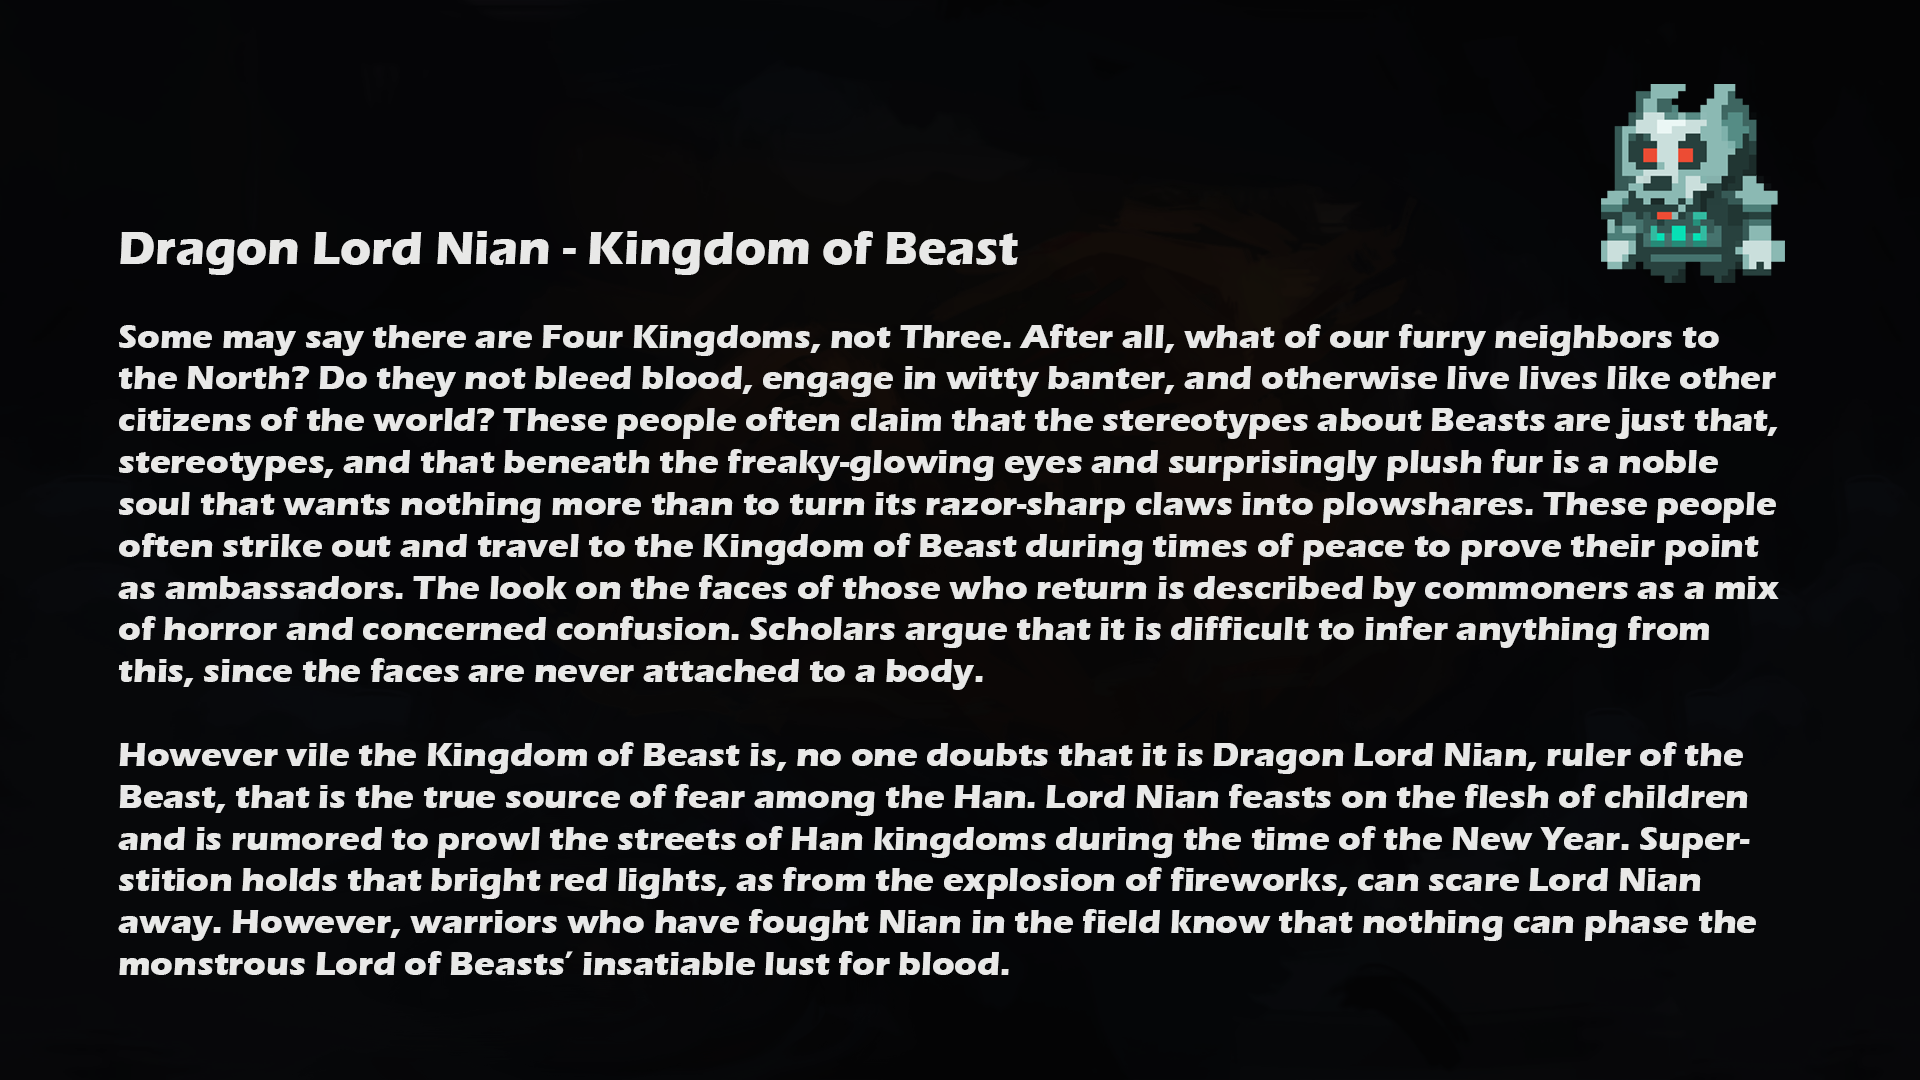 Dragon Lord Nian - Kingdom of Beast
Some may say there are Four Kingdoms, not Three. After all, what of our furry neighbors to
the North? Do they not bleed blood, engage in witty banter, and otherwise live lives like other
citizens of the world? These people often claim that the stereotypes about Beasts are just that,
stereotypes, and that beneath the freaky-glowing eyes and surprisingly plush fur is a noble
soul that wants nothing more than to turn its razor-sharp claws into plowshares. These people
often strike out and travel to the Kingdom of Beast during times of peace to prove their point
as ambassadors. The look on the faces of those who return is described by commoners as a mix
of horror and concerned confusion. Scholars argue that it is difficult to infer anything from
this, since the faces are never attached to a body.
However vile the Kingdom of Beast is, no one doubts that it is Dragon Lord Nian, ruler of the
Beast, that is the true source of fear among the Han. Lord Nian feasts on the flesh of children
and is rumored to prowl the streets of Han kingdoms during the time of the New Year. Super-
stition holds that bright red lights, as from the explosion of fireworks, can scare Lord Nian
away. However, warriors who have fought Nian in the field know that nothing can phase the
monstrous Lord of Beasts’ insatiable lust for blood.